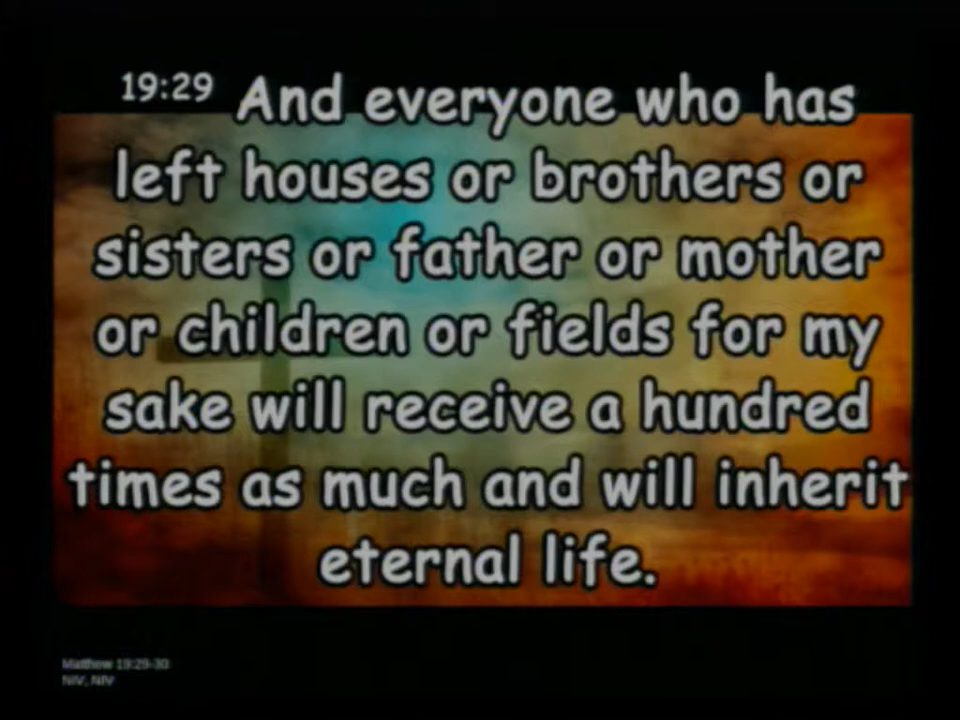 19:29 And everyone who has
left houses or brothers or
sisters or father or mother
or children or fields for my
sake will receive a hundred
times as much and will inherit
eternal life.
Matthew 19:29-30
NIV, NIV